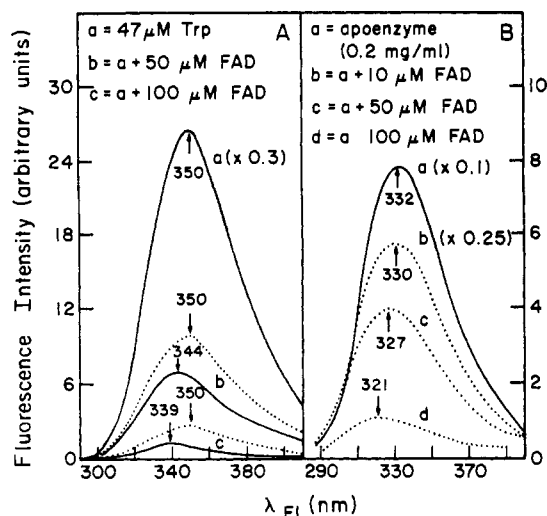 Fluorescence Intensity (arbitrary units)
A
a = 47 μM Trp
b = a + 50 μM FAD
c = a + 100 μM FAD
30
24
18
12
6
0
a (x 0.3)
350
350
344
b
350
339
c
300
340
380
B
a = apoenzyme
(0.2 mg/ml)
b = a + 10 μM FAD
c = a + 50 μM FAD
d = a 100 μM FAD
10
8
6
4
2
0
a (x 0.1)
332
b (x 0.25)
330
c
327
321
d
290
330
370
λ Fl (nm)